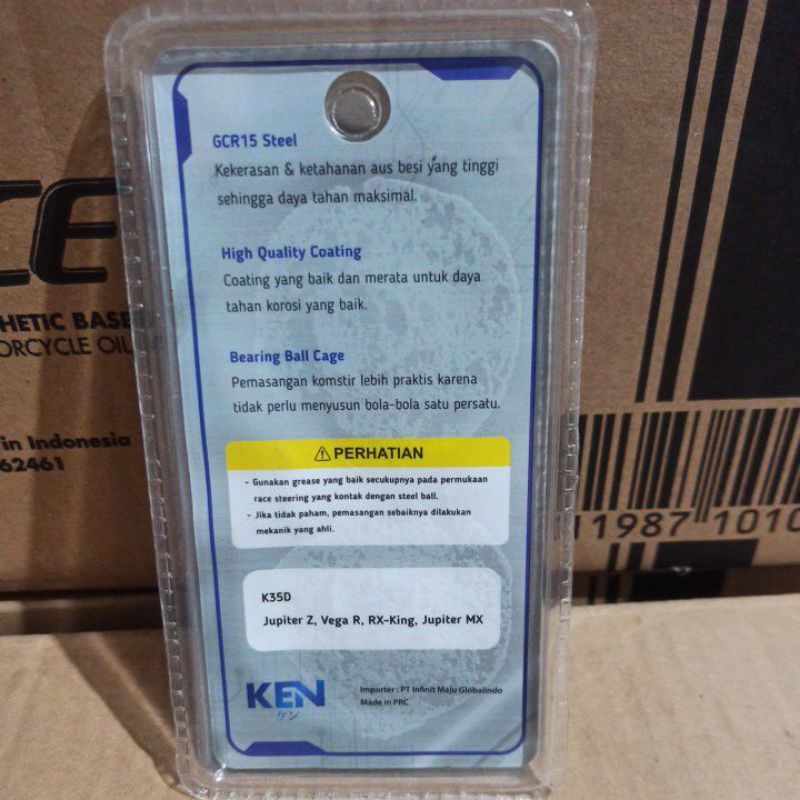 GCR15 Steel
Kekerasan & ketahanan aus besi yang tinggi
sehingga daya tahan maksimal.
High Quality Coating
Coating yang baik dan merata untuk daya
tahan korosi yang baik.
Bearing Ball Cage
Pemasangan komstir lebih praktis karena
tidak perlu menyusun bola-bola satu persatu.
PERHATIAN
- Gunakan grease yang baik secukupnya pada permukaan
race steering yang kontak dengan steel ball.
- Jika tidak paham, pemasangan sebaiknya dilakukan
mekanik yang ahli.
K35D
Jupiter Z, Vega R, RX-King, Jupiter MX
KEN
ケン
Importer : PT Infinit Maju Globalindo
Made in PRC
CE
HETIC BASE
ORCYCLE OIL
in Indonesia
62461
11987 1010